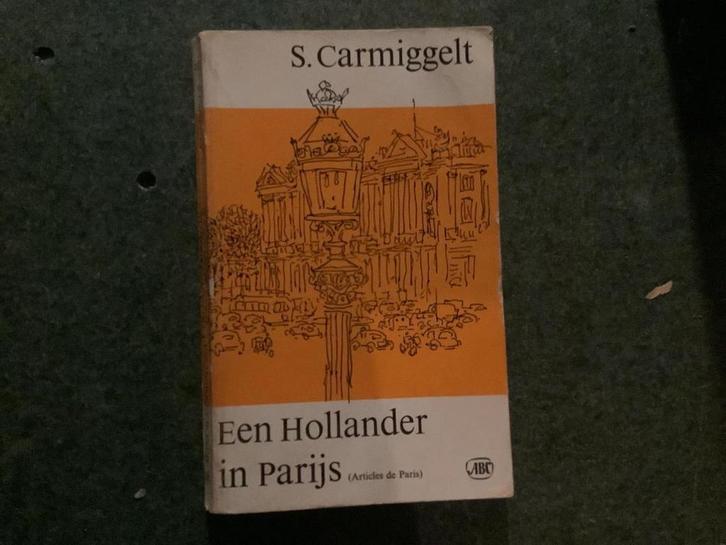 S. Carmiggelt
Een Hollander
in Parijs (Articles de Paris)
ABC